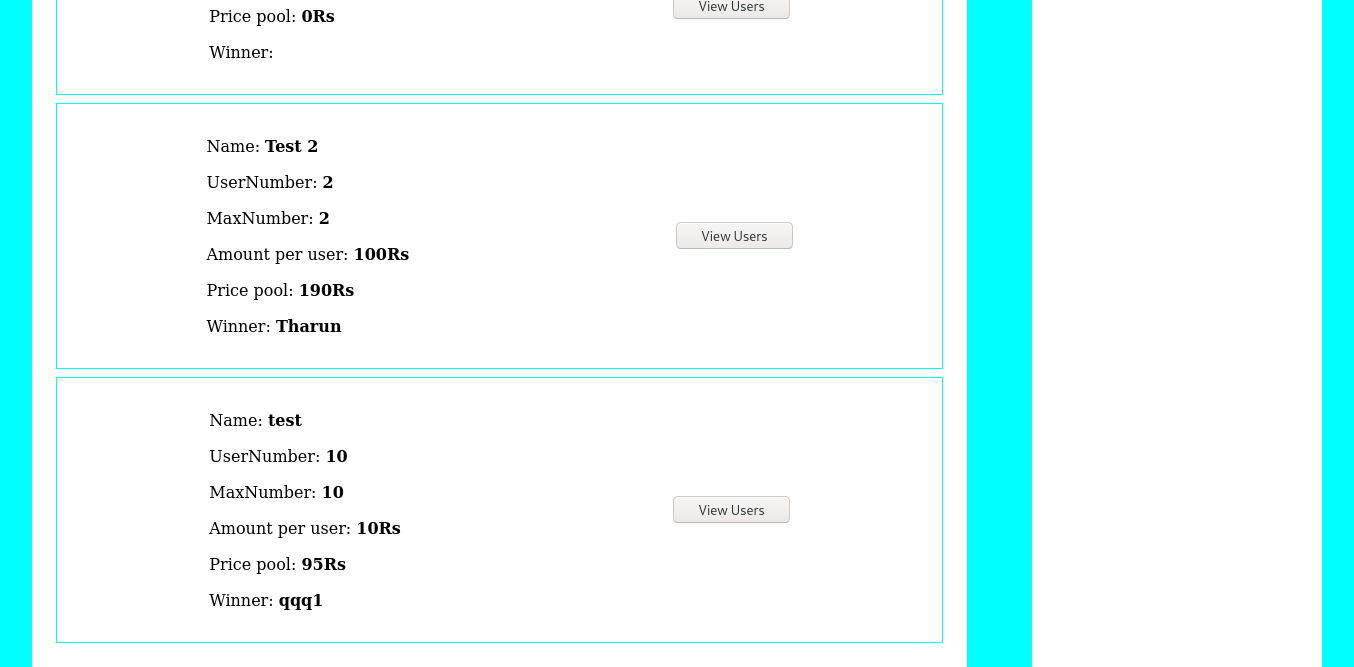 Price pool: 0Rs
View Users
Winner:
Name: Test 2
UserNumber: 2
MaxNumber: 2
View Users
Amount per user: 100Rs
Price pool: 190Rs
Winner: Tharun
Name: test
UserNumber: 10
MaxNumber: 10
View Users
Amount per user: 10Rs
Price pool: 95Rs
Winner: qqq1